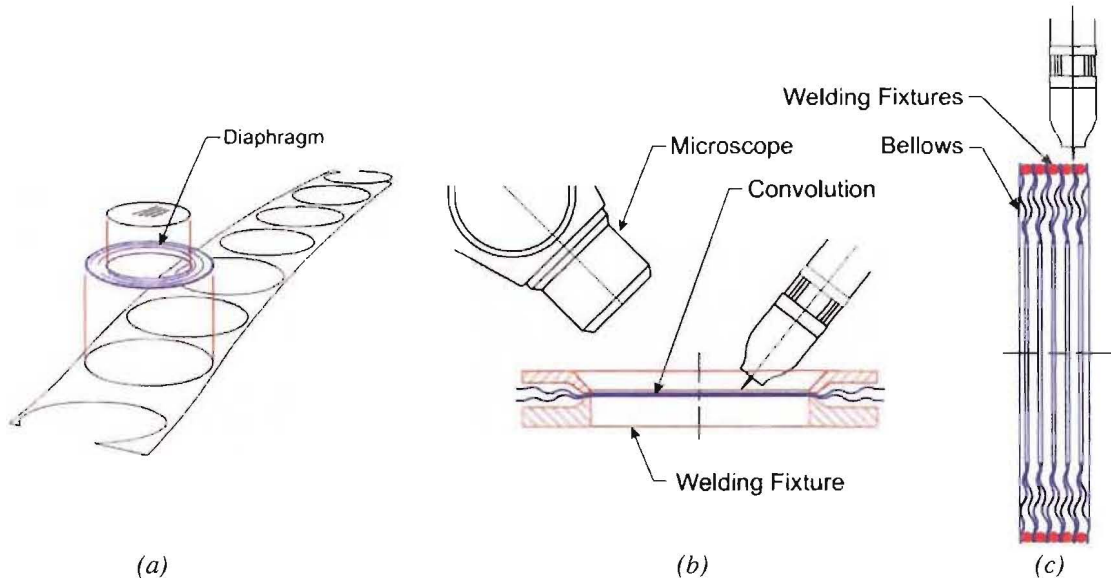 Diaphragm
(a)
Microscope
Convolution
Welding Fixture
(b)
Welding Fixtures
Bellows
(c)